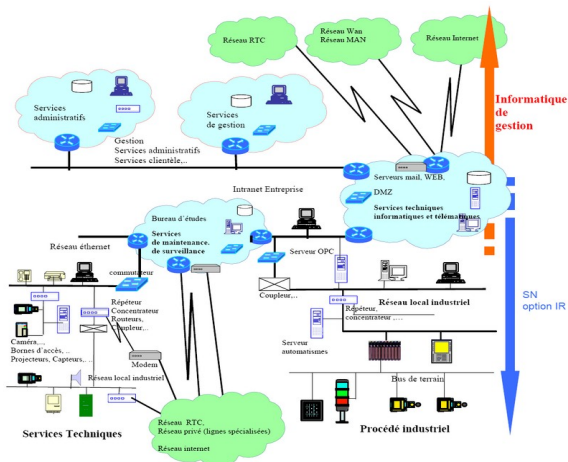 Réseau RTC
Réseau Wan
Réseau MAN
Réseau Internet
Informatique
de
gestion
Services
administratifs
Services
de gestion
Gestion
Services administratifs
Services clientèle,..
Serveurs mail, WEB,
DMZ
Services techniques
informatiques et télématiques
Intranet Entreprise
Bureau d'études
Services
de maintenance,
de surveillance
Réseau éthernet
commutateur
Serveur OPC
Coupleur,..
Réseau local industriel
SN
option IR
Répéteur
Concentrateur
Routeurs,
Coupleur,..
Répéteur,
concentrateur ,…
Caméra,..,
Bornes d'accès, ..
Projecteurs, Capteurs, . .
Modem
Serveur
automatismes
Réseau local industriel
Bus de terrain
Services Techniques
Réseau RTC,
Réseau privé (lignes spécialisées)
Réseau internet
Procédé industriel